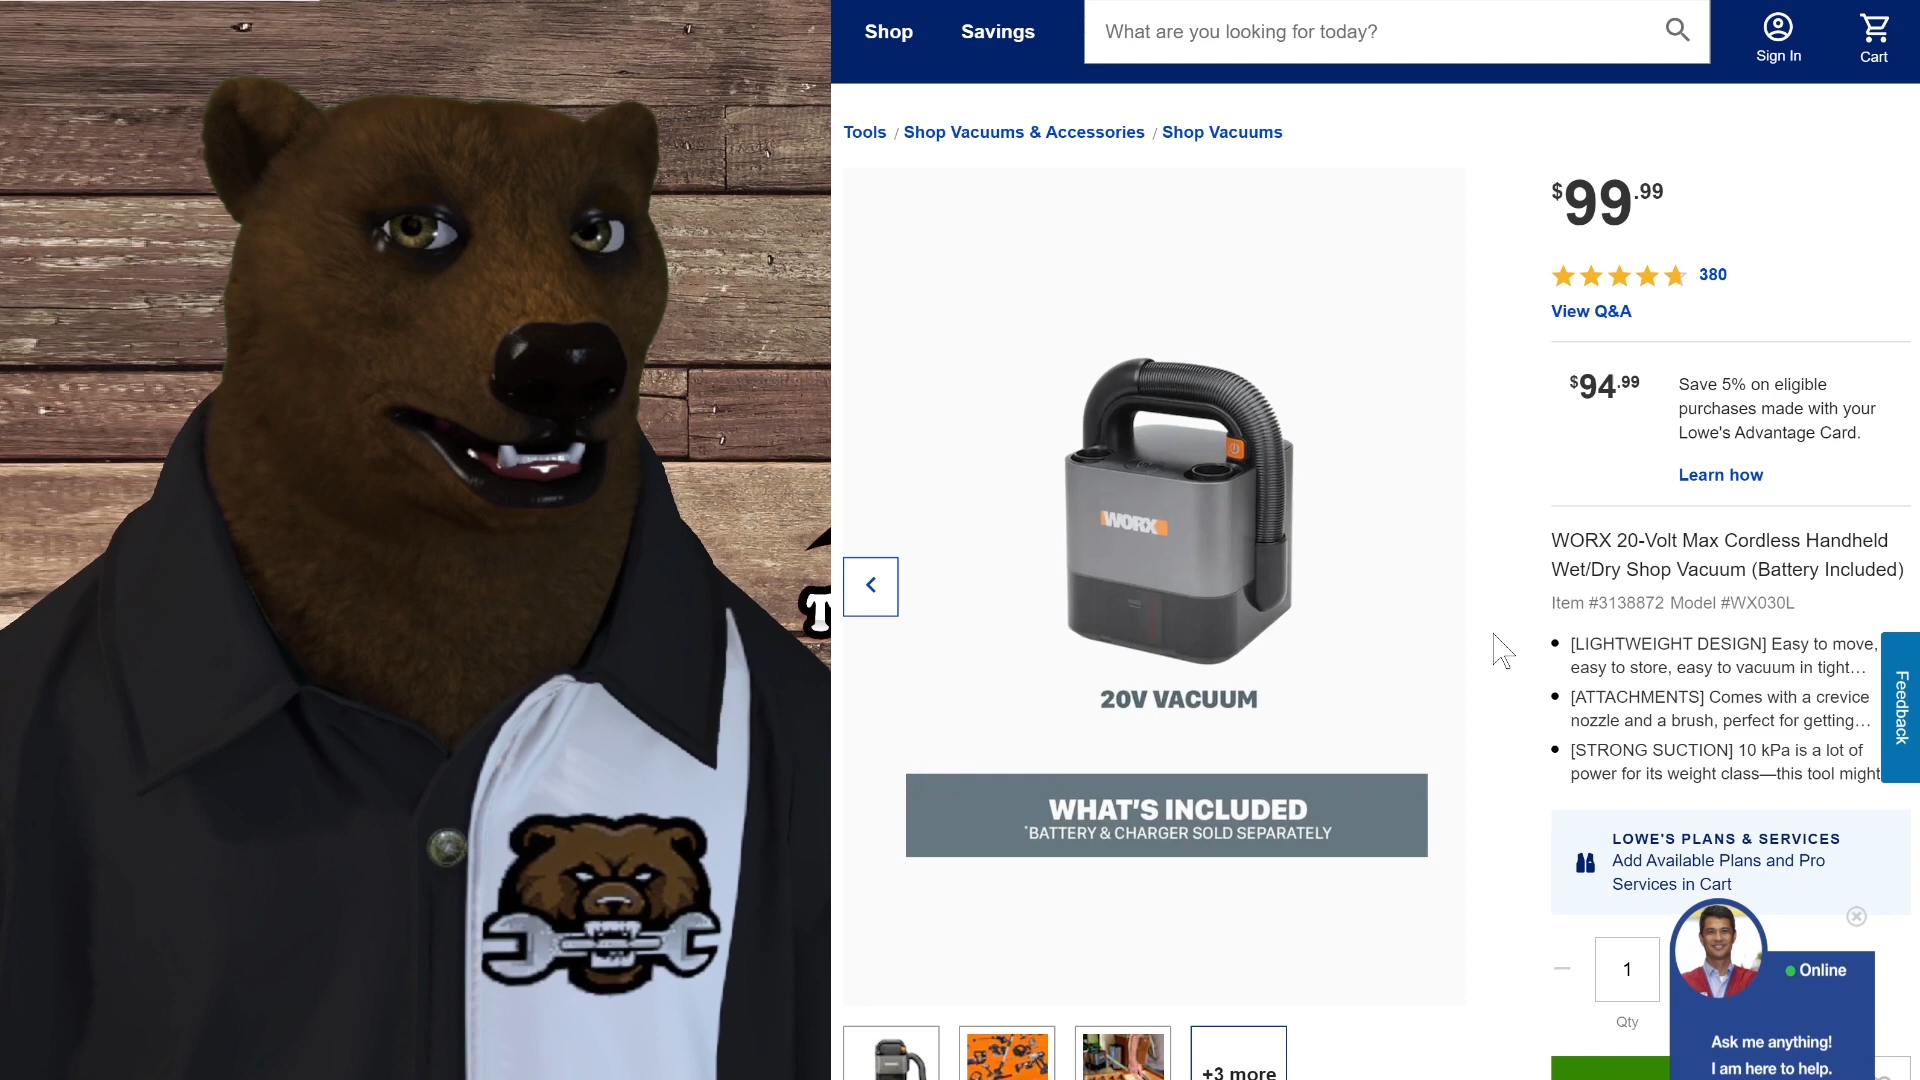 Shop
Savings
What are you looking for today?
Sign In
Cart
Tools / Shop Vacuums & Accessories / Shop Vacuums
$99.99
380
View Q&A
$94.99
Save 5% on eligible
purchases made with your
Lowe's Advantage Card.
Learn how
WORX
20V VACUUM
WHAT'S INCLUDED
*BATTERY & CHARGER SOLD SEPARATELY
WORX 20-Volt Max Cordless Handheld
Wet/Dry Shop Vacuum (Battery Included)
Item #3138872 Model #WX030L
[LIGHTWEIGHT DESIGN] Easy to move,
easy to store, easy to vacuum in tight…
[ATTACHMENTS] Comes with a crevice
nozzle and a brush, perfect for getting…
[STRONG SUCTION] 10 kPa is a lot of
power for its weight class—this tool might
Feedback
LOWE'S PLANS & SERVICES
Add Available Plans and Pro
Services in Cart
1
Qty
Online
Ask me anything!
I am here to help.
+3 more
T